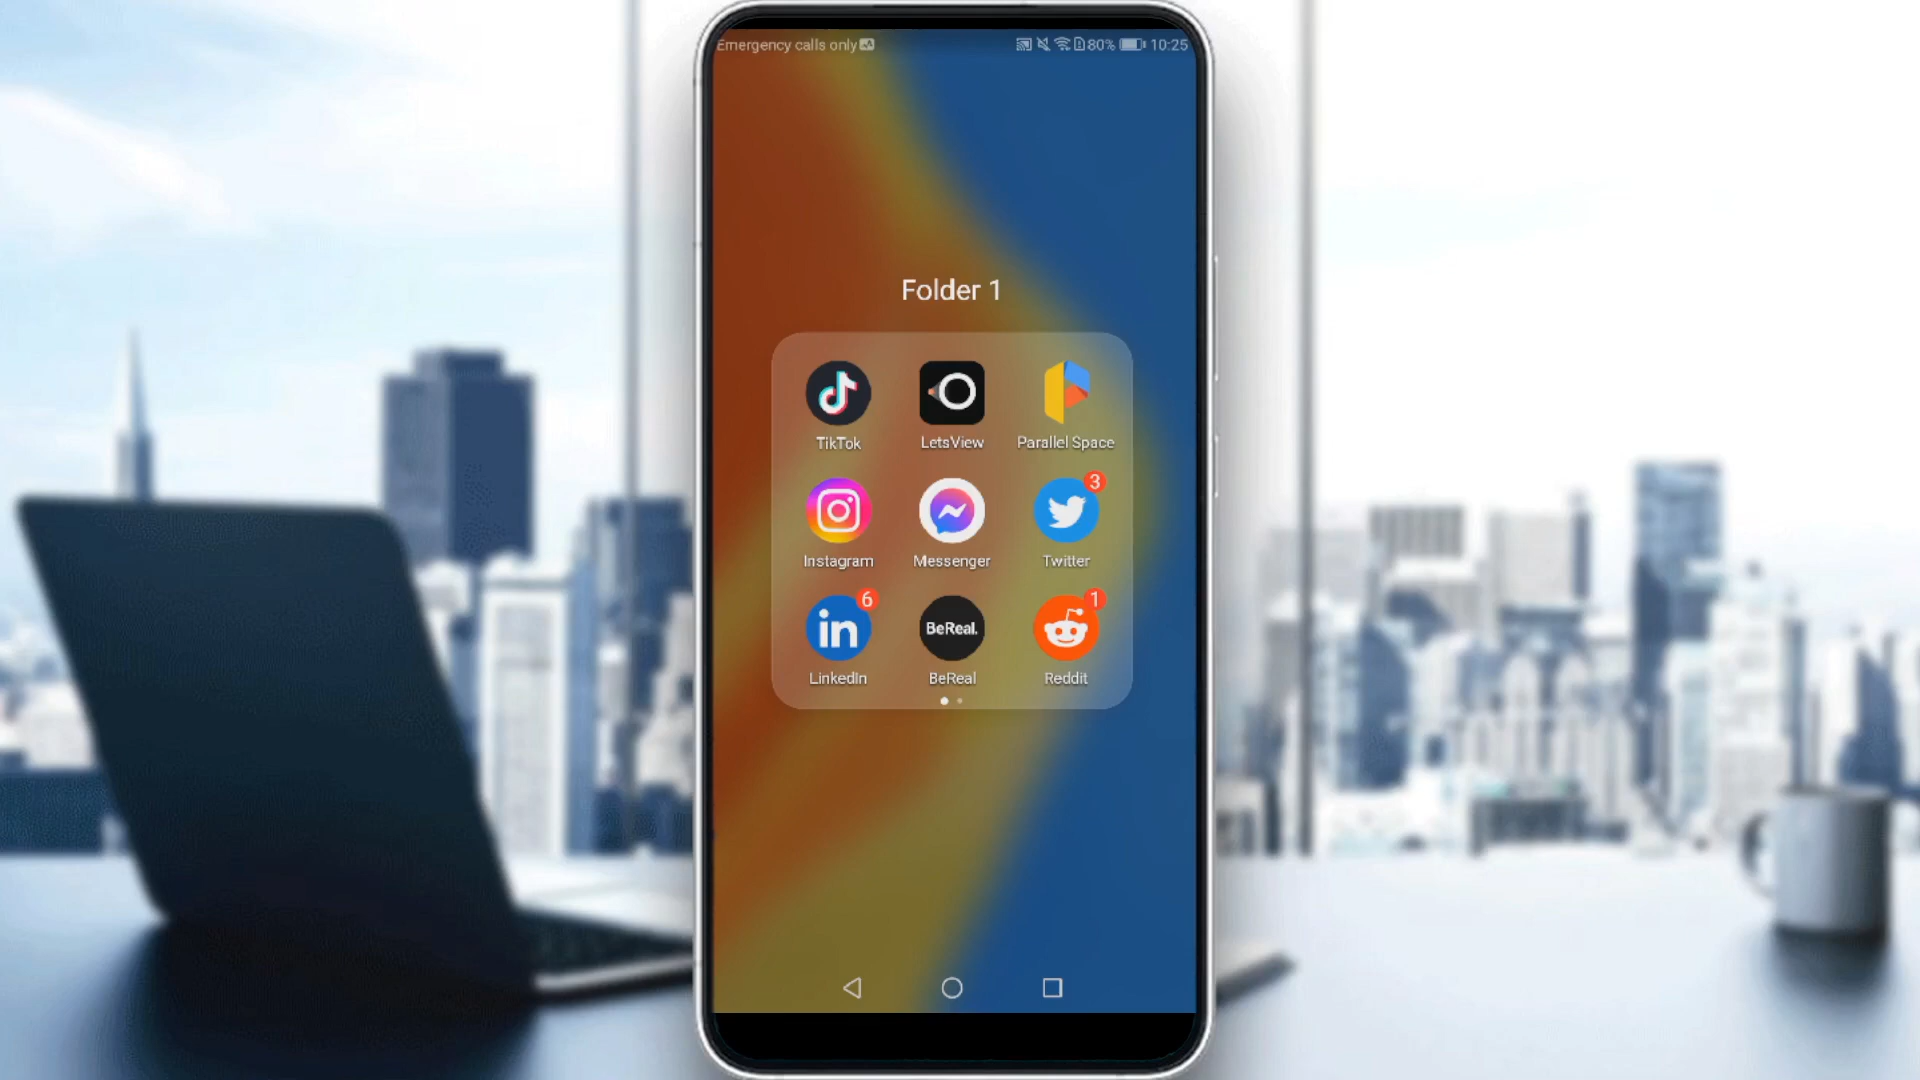 Emergency calls only 80% 10:25
Folder 1
TikTok LetsView Parallel Space
3
Instagram Messenger Twitter
6 BeReal. 1
in
LinkedIn BeReal Reddit